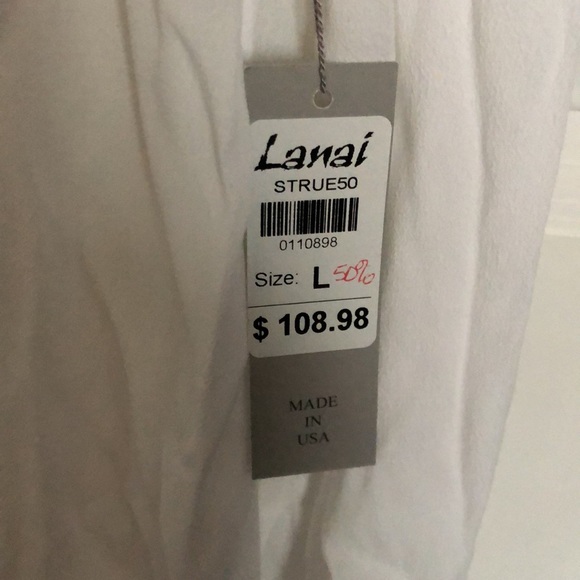 Lanai
STRUE50
0110898
Size: L 50%
$ 108.98
MADE
IN
USA